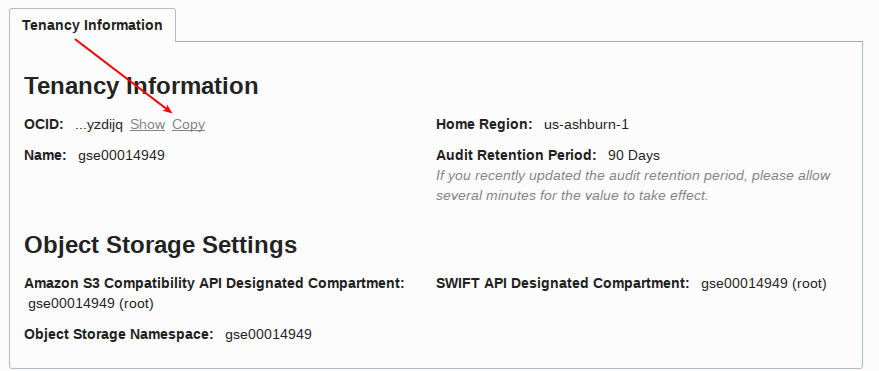 Tenancy Information
Tenancy Information
OCID: ...yzdijq Show Copy
Home Region: us-ashburn-1
Name: gse00014949
Audit Retention Period: 90 Days
If you recently updated the audit retention period, please allow
several minutes for the value to take effect.
Object Storage Settings
Amazon S3 Compatibility API Designated Compartment:
gse00014949 (root)
SWIFT API Designated Compartment: gse00014949 (root)
Object Storage Namespace: gse00014949